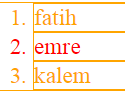 1. fatih
2. emre
3. kalem